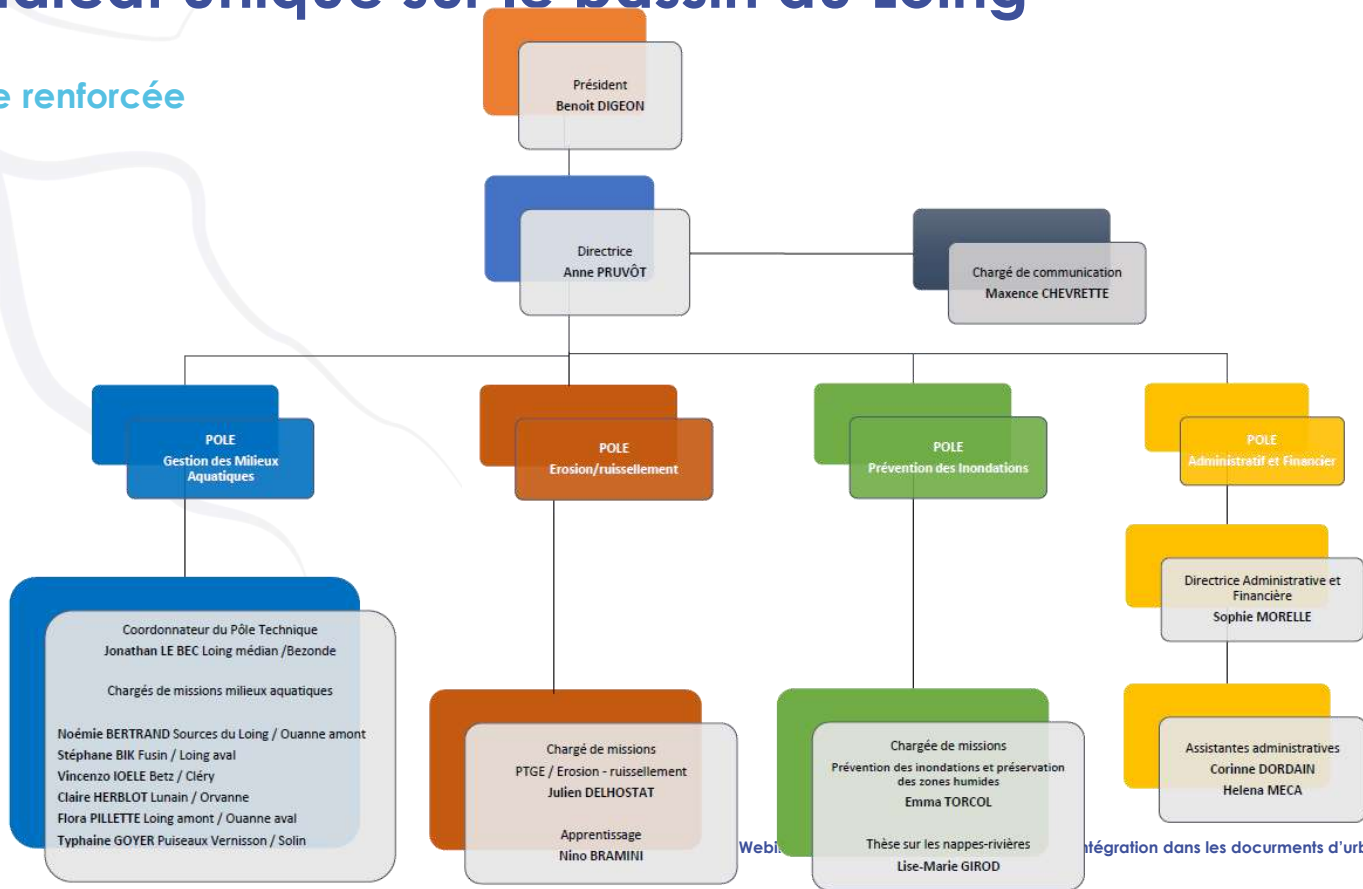 unique sur le bassin du Loing
renforcée
Président
Benoit DIGEON
Directrice
Anne PRUVÔT
Chargé de communication
Maxence CHEVRETTE
POLE
Gestion des Milieux
Aquatiques
POLE
Erosion/ruissellement
POLE
Prévention des Inondations
POLE
Administratif et Financier
Directrice Administrative et
Financière
Sophie MORELLE
Coordonnateur du Pôle Technique
Jonathan LE BEC Loing médian /Bezonde
Chargés de missions milieux aquatiques
Noémie BERTRAND Sources du Loing / Ouanne amont
Stéphane BIK Fusin / Loing aval
Vincenzo IOELE Betz / Cléry
Claire HERBLOT Lunain / Orvanne
Flora PILLETTE Loing amont / Ouanne aval
Typhaine GOYER Puiseaux Vernisson / Solin
Chargé de missions
PTGE / Erosion - ruissellement
Julien DELHOSTAT
Apprentissage
Nino BRAMINI
Chargée de missions
Prévention des inondations et préservation
des zones humides
Emma TORCOL
Thèse sur les nappes-rivières
Lise-Marie GIROD
Assistantes administratives
Corinne DORDAIN
Helena MECA
dans les docurments d'urb